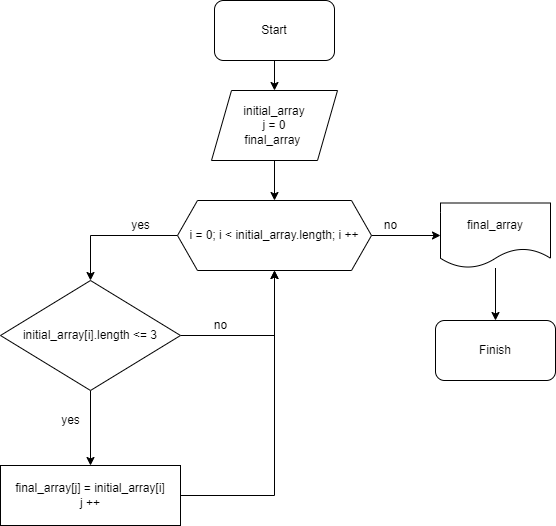 Start
initial_array
j = 0
final_array
i = 0; i < initial_array.length; i ++
yes
no
final_array
initial_array[i].length <= 3
no
Finish
yes
final_array[j] = initial_array[i]
j ++